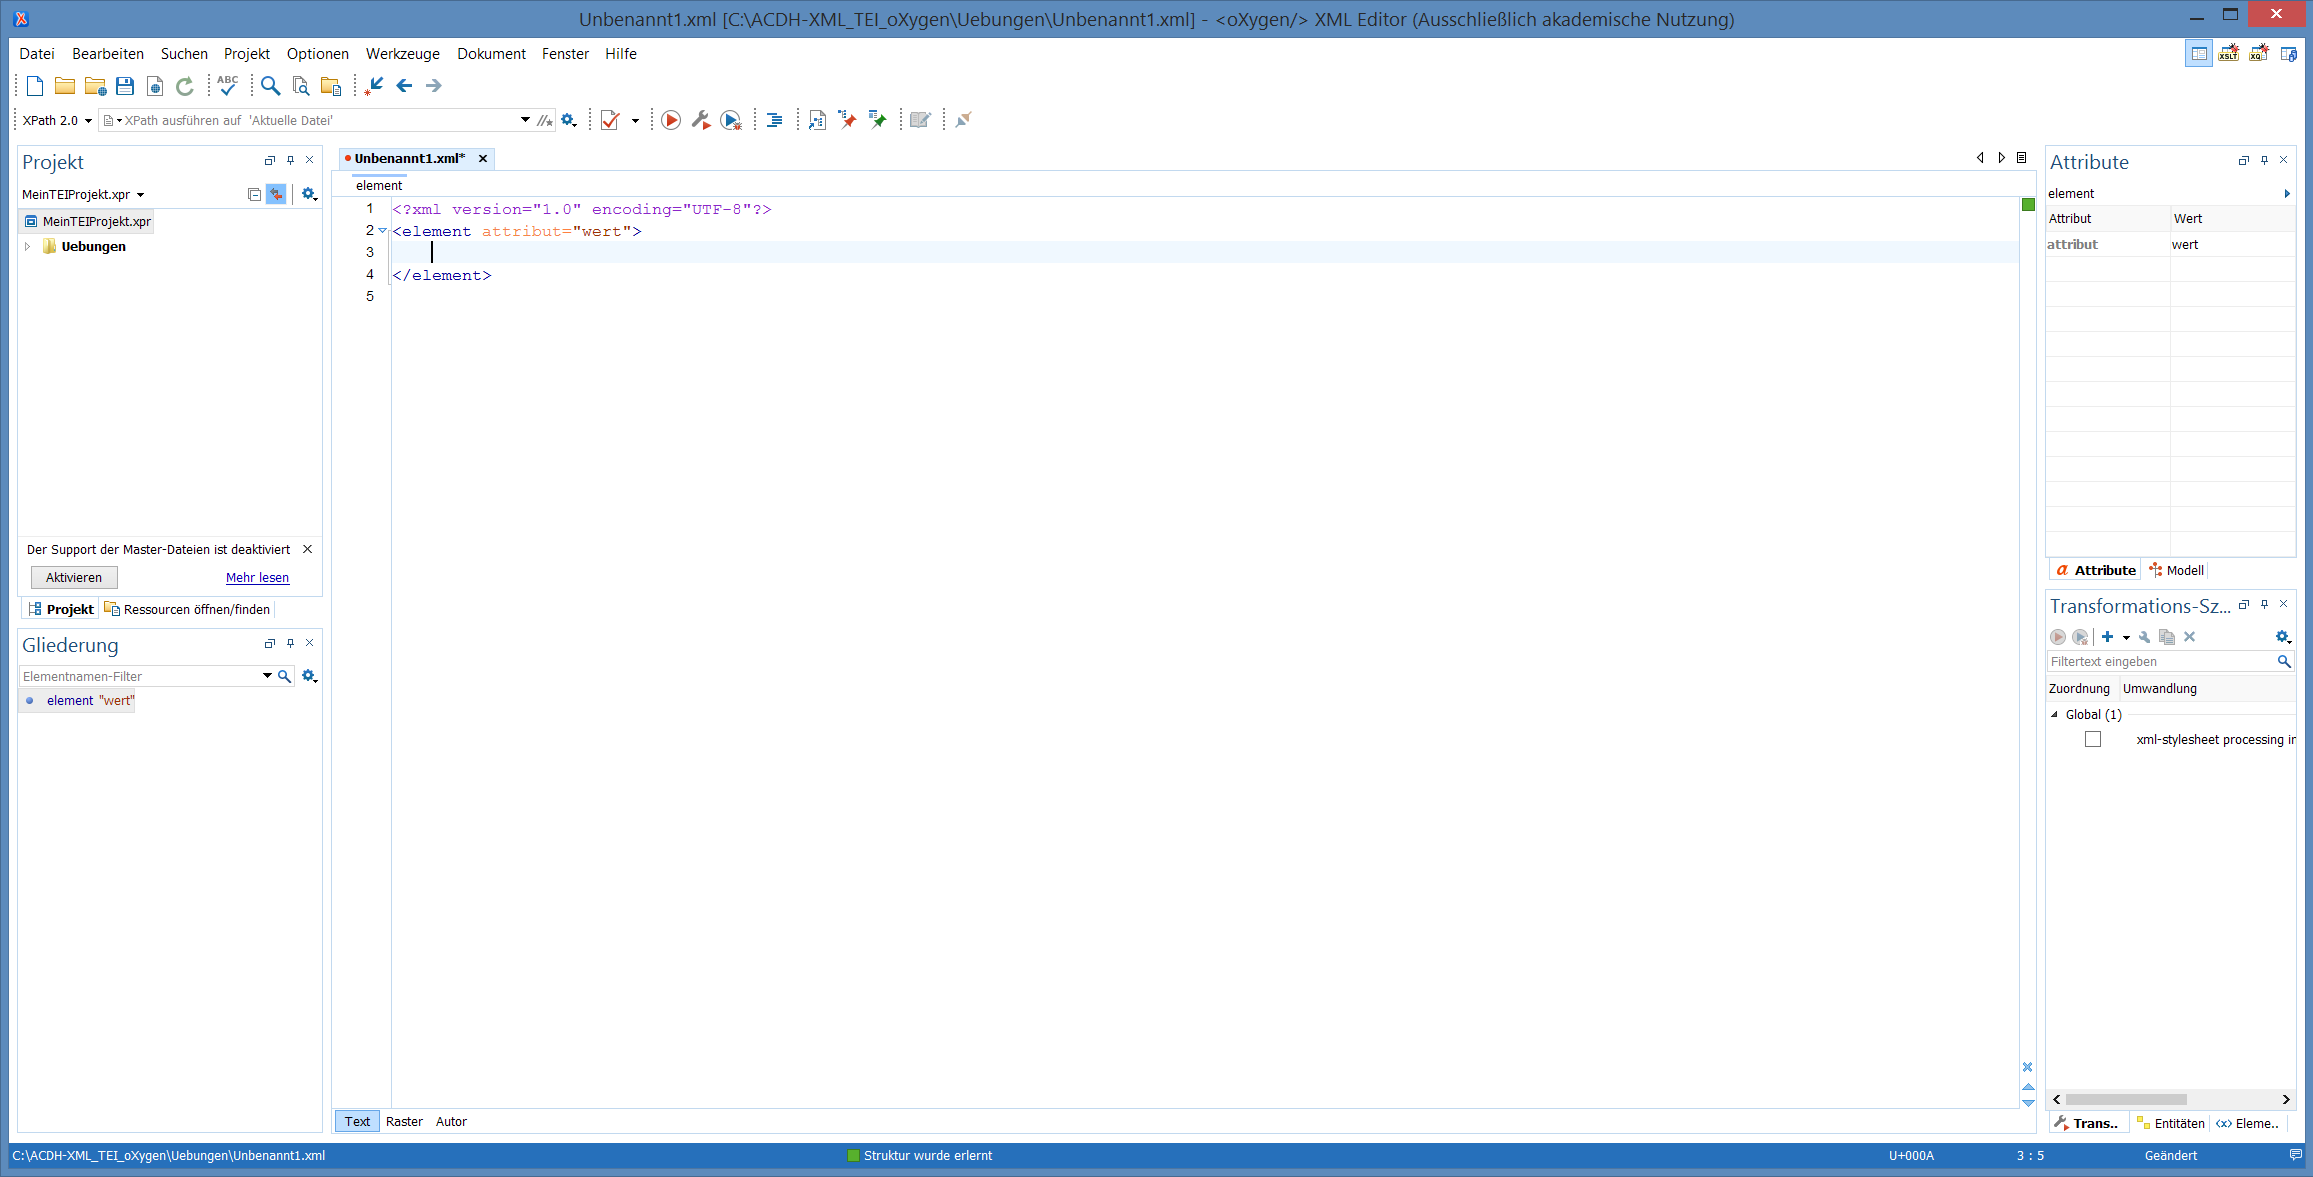 Unbenannt1.xml [C:\ACDH-XML_TEI_oXygen\Uebungen\Unbenannt1.xml] - <oXygen/> XML Editor (Ausschließlich akademische Nutzung)
Datei Bearbeiten Suchen Projekt Optionen Werkzeuge Dokument Fenster Hilfe
XSLT
ABC
XPath 2.0 XPath ausführen auf 'Aktuelle Datei'
Projekt
MeinTEIProjekt.xpr
MeinTEIProjekt.xpr
Uebungen
Der Support der Master-Dateien ist deaktiviert
Aktivieren Mehr lesen
Projekt Ressourcen öffnen/finden
Gliederung
Elementnamen-Filter
element "wert"
Unbenannt1.xml*
element
1 <?xml version="1.0" encoding="UTF-8"?>
2 <element attribut="wert">
3
4 </element>
5
Text Raster Autor
Attribute
element
Attribut Wert
attribut wert
Attribute Modell
Transformations-Sz...
Filtertext eingeben
Zuordnung Umwandlung
Global (1)
xml-stylesheet processing in
Trans.. Entitäten Eleme..
C:\ACDH-XML_TEI_oXygen\Uebungen\Unbenannt1.xml Struktur wurde erlernt U+000A 3 : 5 Geändert